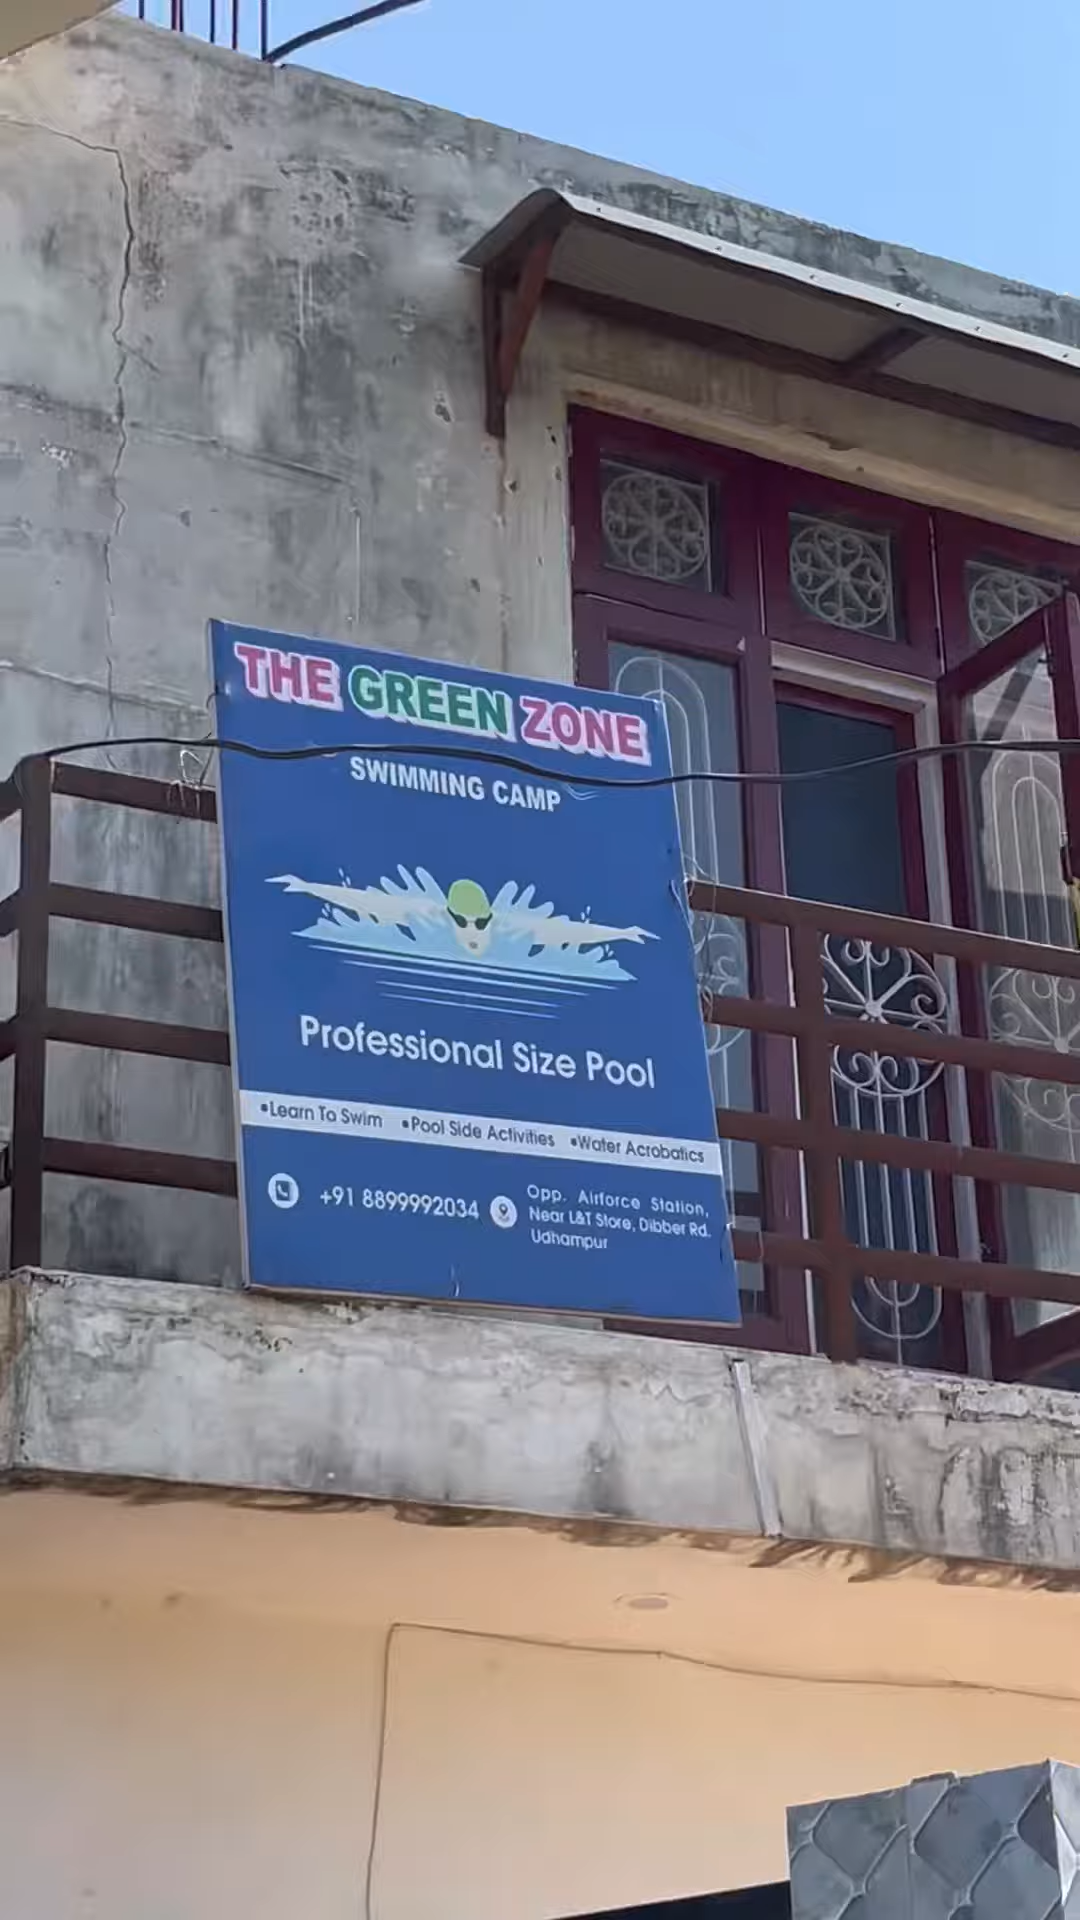 THE GREEN ZONE
SWIMMING CAMP
Professional Size Pool
•Learn To Swim •Pool Side Activities •Water Acrobatics
+91 8899992034
Opp. Airforce Station,
Near L&T Store, Dibber Rd.
Udhampur